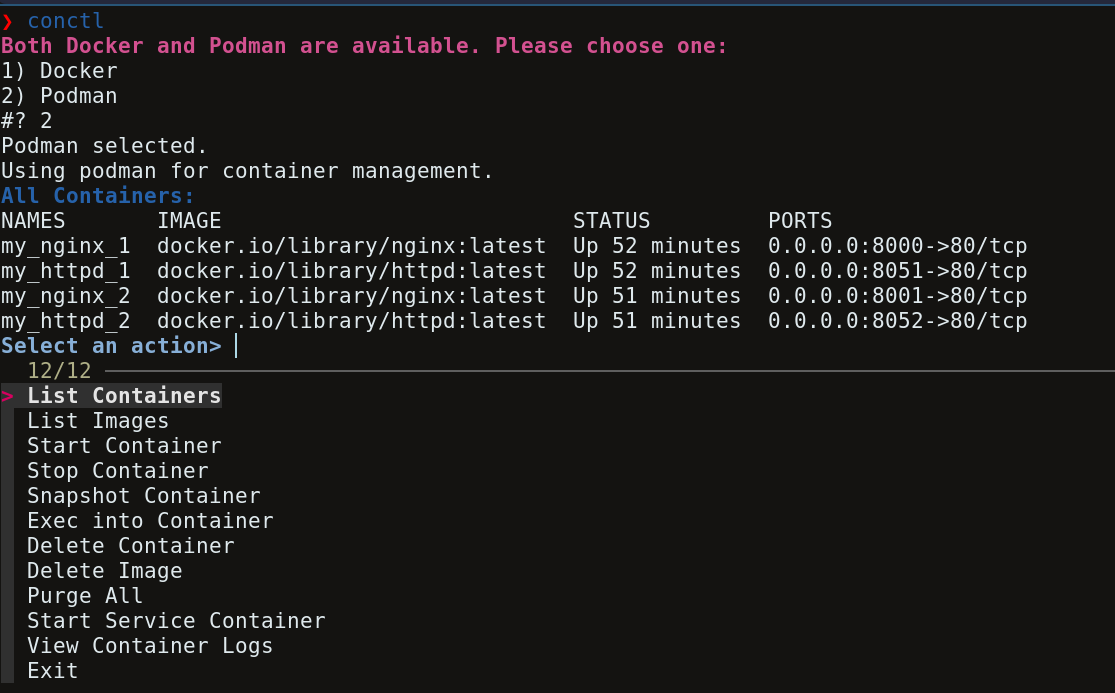 ❯ conctl
Both Docker and Podman are available. Please choose one:
1) Docker
2) Podman
#? 2
Podman selected.
Using podman for container management.
All Containers:
NAMES       IMAGE                           STATUS         PORTS
my_nginx_1  docker.io/library/nginx:latest  Up 52 minutes  0.0.0.0:8000->80/tcp
my_httpd_1  docker.io/library/httpd:latest  Up 52 minutes  0.0.0.0:8051->80/tcp
my_nginx_2  docker.io/library/nginx:latest  Up 51 minutes  0.0.0.0:8001->80/tcp
my_httpd_2  docker.io/library/httpd:latest  Up 51 minutes  0.0.0.0:8052->80/tcp
Select an action>
12/12
> List Containers
List Images
Start Container
Stop Container
Snapshot Container
Exec into Container
Delete Container
Delete Image
Purge All
Start Service Container
View Container Logs
Exit